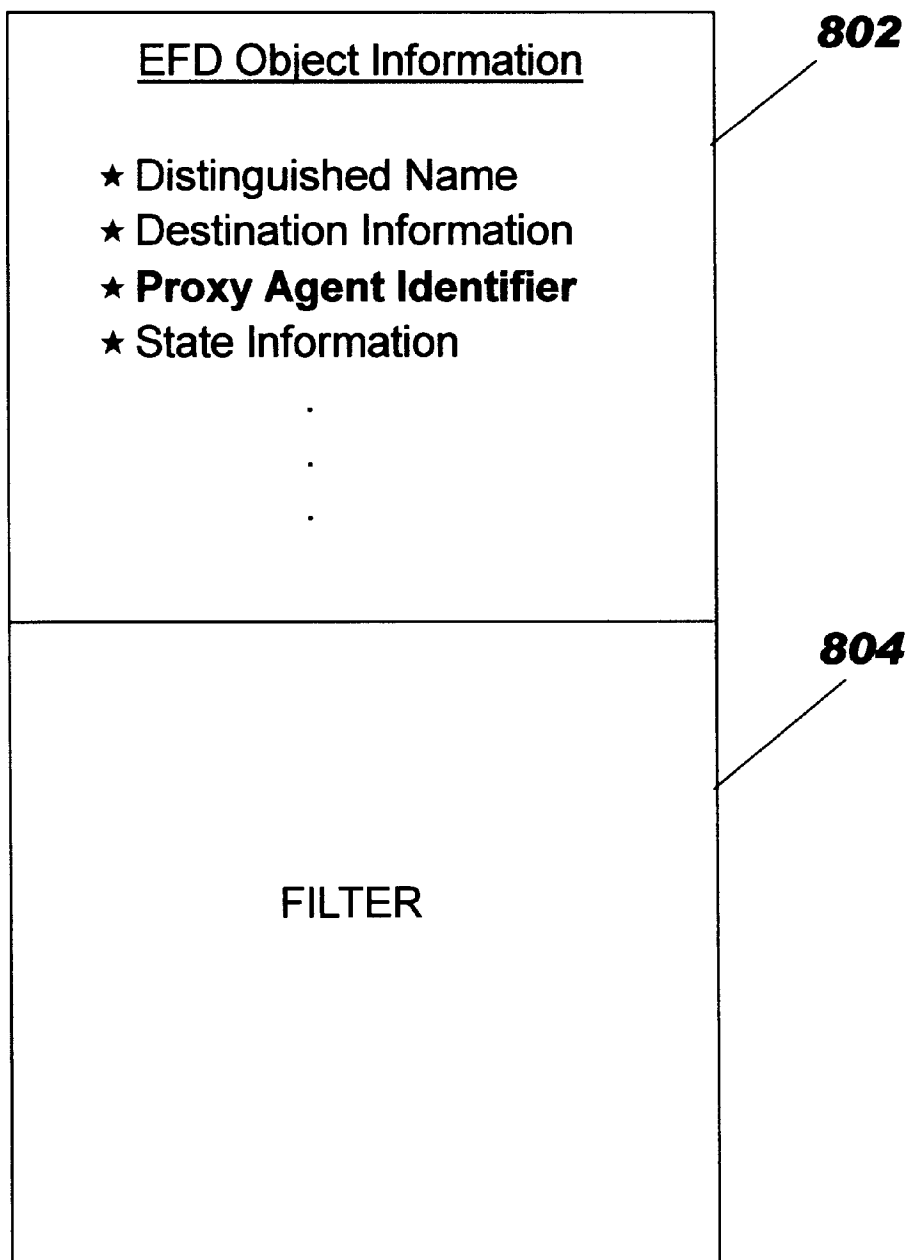 802
EFD Object Information
★ Distinguished Name
★ Destination Information
★ Proxy Agent Identifier
★ State Information
.
.
.
804
FILTER